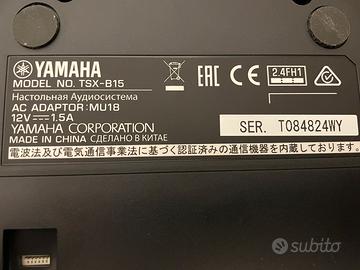 YAMAHA
MODEL NO. TSX-B15
Настольная Аудиосистема
AC ADAPTOR: MU18
12V 1.5A
YAMAHA CORPORATION
MADE IN CHINA СДЕЛАНО В КИТАЕ
EAC CE 2.4FH1
SER. T084824WY
電波法及び電気通信事業法に基づく認証済みの通信機器を内蔵しております。
subito